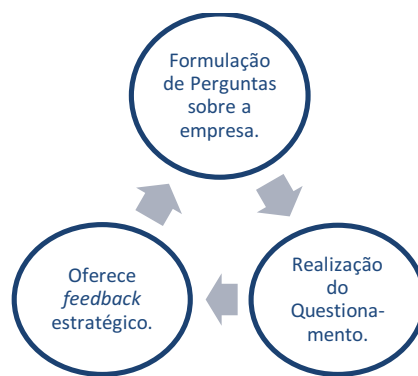 Formulação
de Perguntas
sobre a
empresa.
Realização
do
Questiona-
mento.
Oferece
feedback
estratégico.